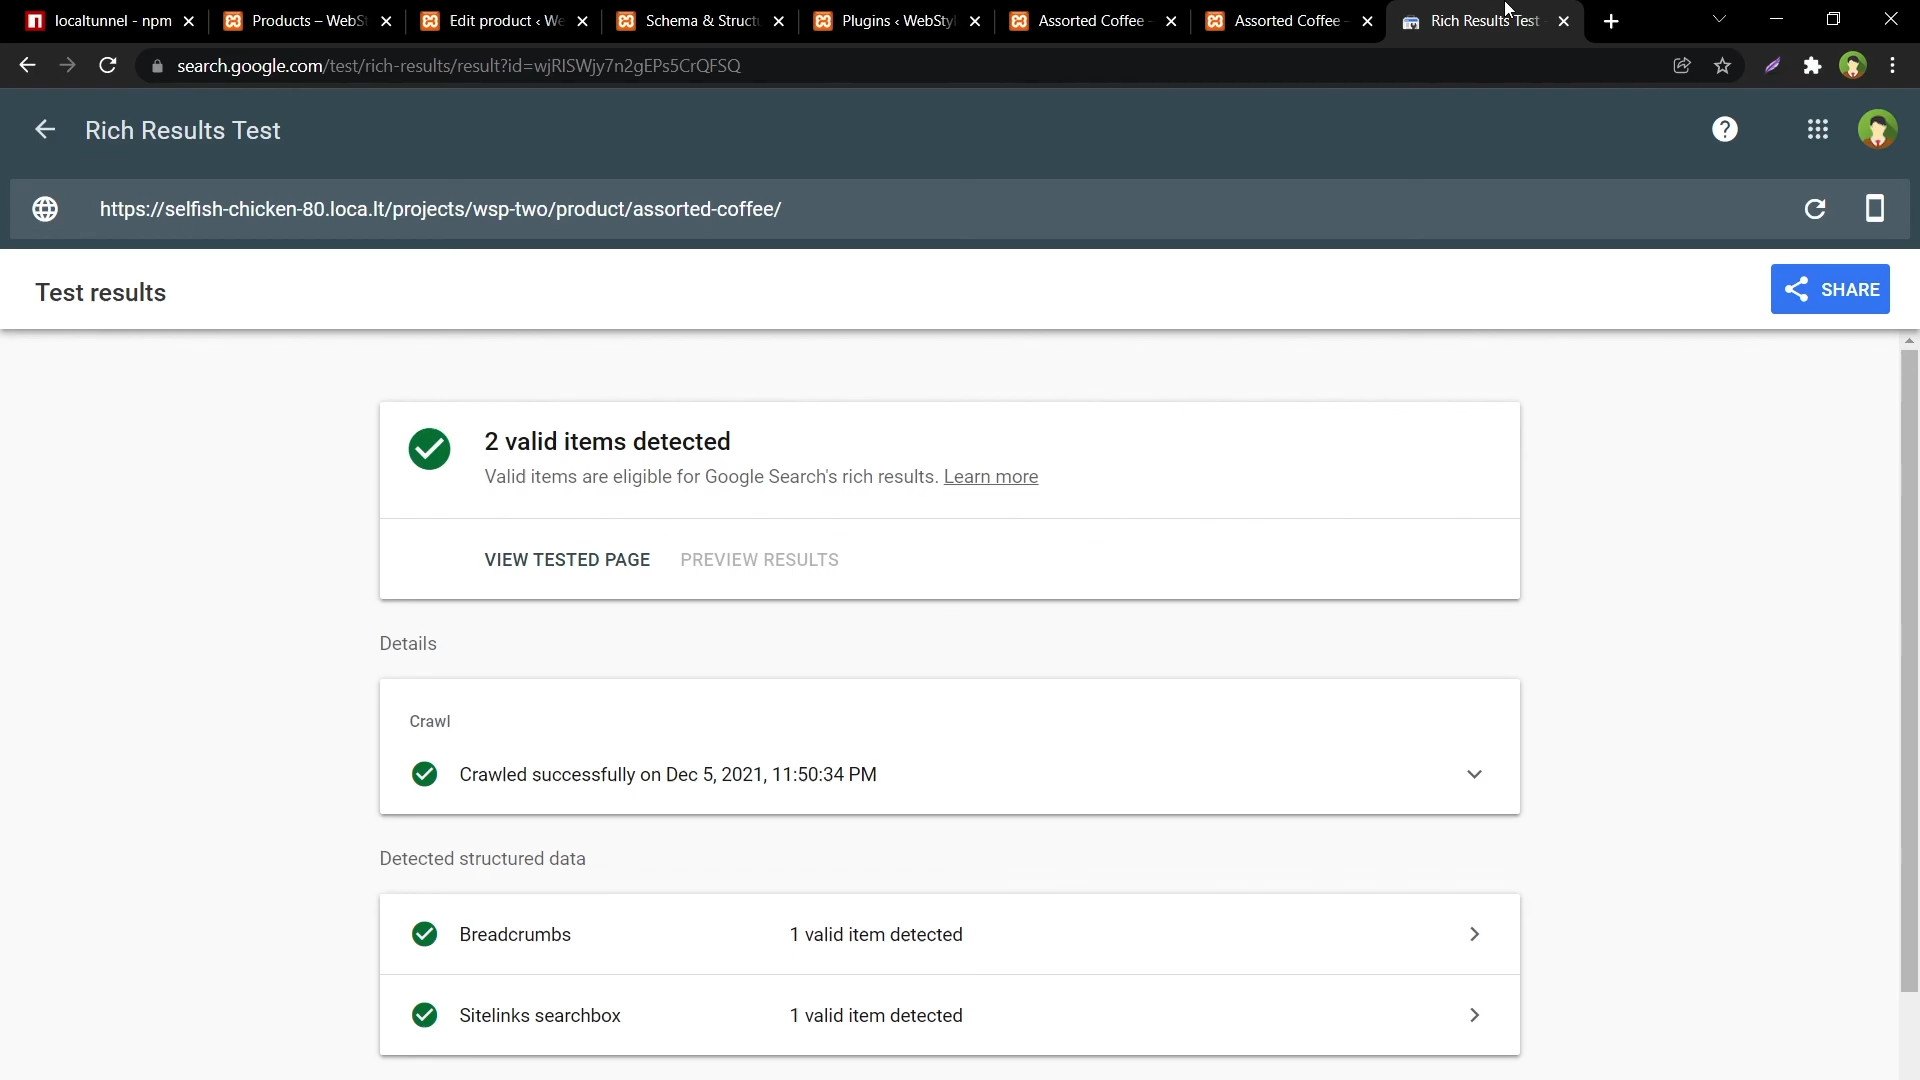 localtunnel - npm
Products – WebSt
Edit product ‹ We
Schema & Structu
Plugins ‹ WebStyl
Assorted Coffee -
Assorted Coffee -
Rich Results Test -
search.google.com/test/rich-results/result?id=wjRISWjy7n2gEPs5CrQFSQ
Rich Results Test
https://selfish-chicken-80.loca.lt/projects/wsp-two/product/assorted-coffee/
Test results
SHARE
2 valid items detected
Valid items are eligible for Google Search's rich results. Learn more
VIEW TESTED PAGE PREVIEW RESULTS
Details
Crawl
Crawled successfully on Dec 5, 2021, 11:50:34 PM
Detected structured data
Breadcrumbs 1 valid item detected
Sitelinks searchbox 1 valid item detected